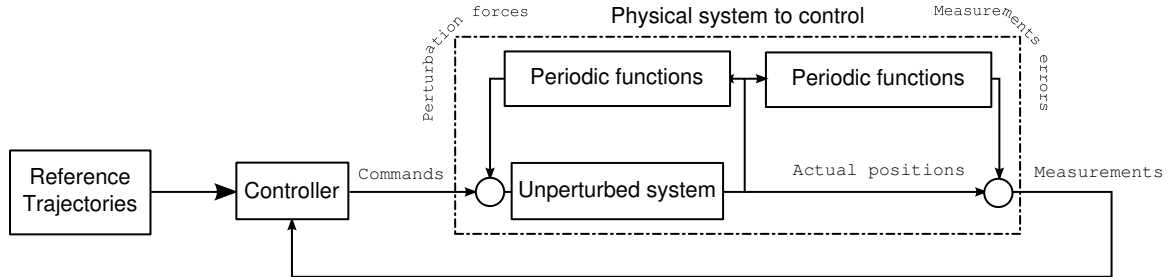 Physical system to control
Perturbation forces
Measurements errors
Periodic functions
Periodic functions
Reference
Trajectories
Controller
Commands
Unperturbed system
Actual positions
Measurements